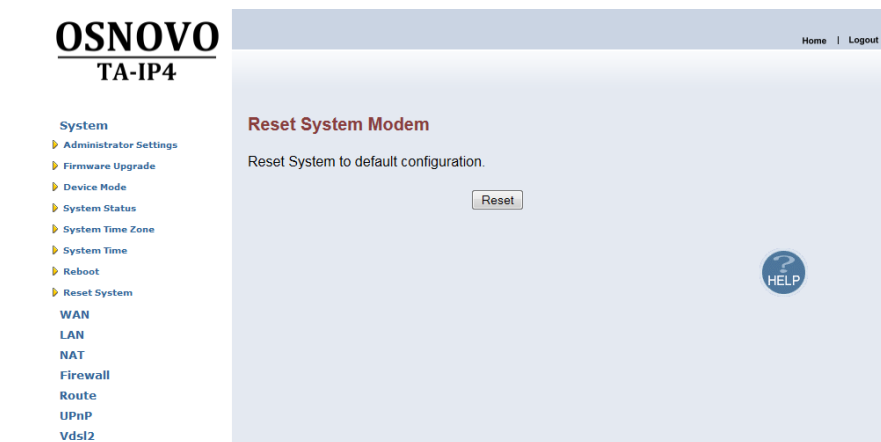 OSNOVO
TA-IP4
Home | Logout
System
Administrator Settings
Firmware Upgrade
Device Mode
System Status
System Time Zone
System Time
Reboot
Reset System
WAN
LAN
NAT
Firewall
Route
UPnP
Vdsl2
Reset System Modem
Reset System to default configuration.
Reset
?
HELP